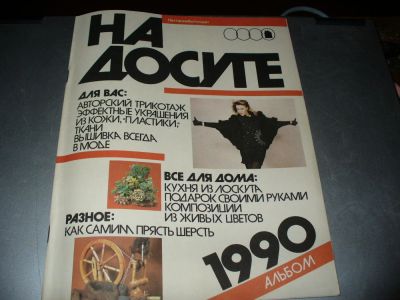 НА
ДОСУГЕ
ДЛЯ ВАС:
АВТОРСКИЙ ТРИКОТАЖ
ЭФФЕКТНЫЕ УКРАШЕНИЯ
ИЗ КОЖИ, ПЛАСТИКИ,
ТКАНИ
ВЫШИВКА ВСЕГДА
В МОДЕ
ВСЕ ДЛЯ ДОМА:
КУХНЯ ИЗ ЛОСКУТА
ПОДАРОК СВОИМИ РУКАМИ
КОМПОЗИЦИИ
ИЗ ЖИВЫХ ЦВЕТОВ
РАЗНОЕ:
КАК САМИМ ПРЯСТЬ ШЕРСТЬ
1990
АЛЬБОМ